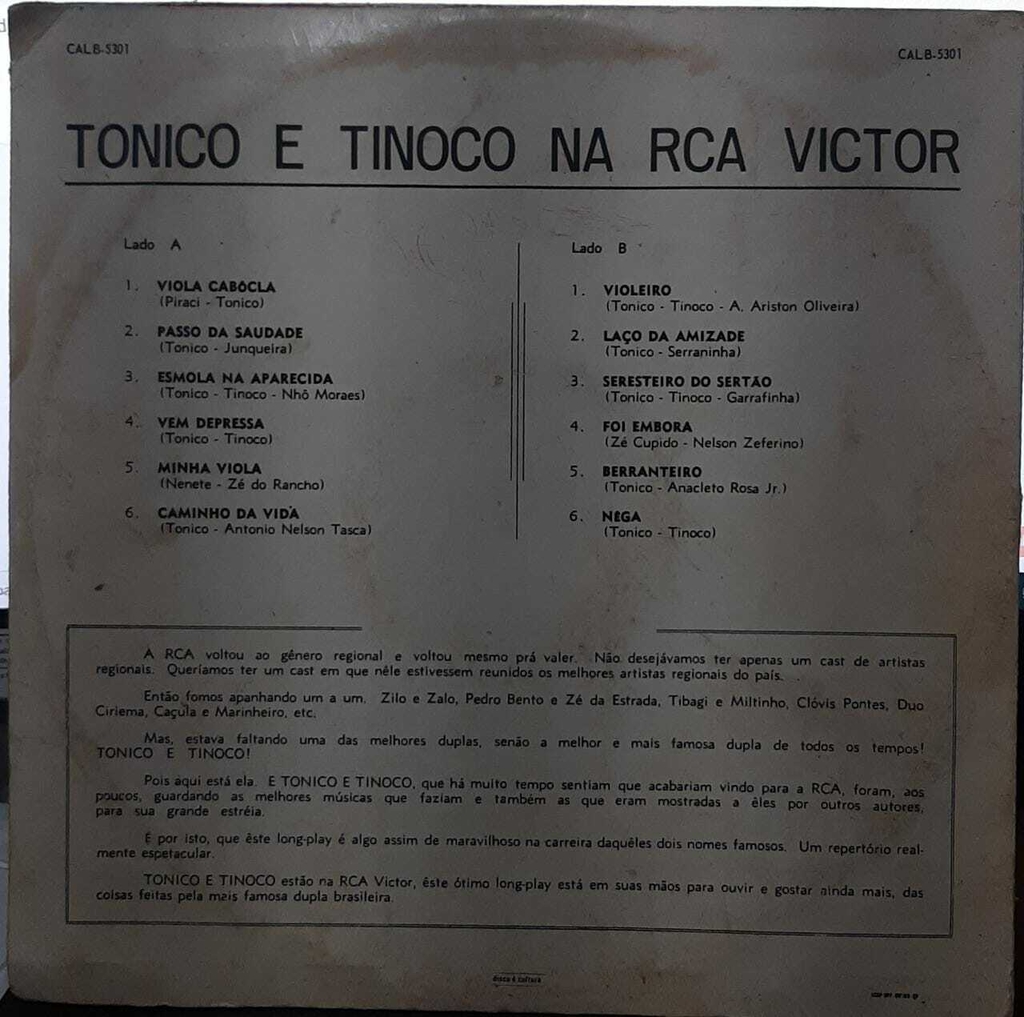 CALB-5301
CALB-5301
TONICO E TINOCO NA RCA VICTOR
Lado A
1. VIOLA CABÔCLA
(Piraci - Tonico)
2. PASSO DA SAUDADE
(Tonico - Junqueira)
3. ESMOLA NA APARECIDA
(Tonico - Tinoco - Nhô Moraes)
4. VEM DEPRESSA
(Tonico - Tinoco)
5. MINHA VIOLA
(Nenete - Zé do Rancho)
6. CAMINHO DA VIDA
(Tonico - Antonio Nelson Tasca)
Lado B
1. VIOLEIRO
(Tonico - Tinoco - A. Ariston Oliveira)
2. LAÇO DA AMIZADE
(Tonico - Serraninha)
3. SERESTEIRO DO SERTÃO
(Tonico - Tinoco - Garrafinha)
4. FOI EMBORA
(Zé Cupido - Nelson Zeferino)
5. BERRANTEIRO
(Tonico - Anacleto Rosa Jr.)
6. NÊGA
(Tonico - Tinoco)
A RCA voltou ao gênero regional e voltou mesmo prá valer. Não desejávamos ter apenas um cast de artistas
regionais. Queríamos ter um cast em que nêle estivessem reunidos os melhores artistas regionais do país.
Então fomos apanhando um a um. Zilo e Zalo, Pedro Bento e Zé da Estrada, Tibagi e Miltinho, Clóvis Pontes, Duo
Ciriema, Caçula e Marinheiro, etc.
Mas, estava faltando uma das melhores duplas, senão a melhor e mais famosa dupla de todos os tempos!
TONICO E TINOCO!
Pois aqui está ela. E TONICO E TINOCO, que há muito tempo sentiam que acabariam vindo para a RCA, foram, aos
poucos, guardando as melhores músicas que faziam e também as que eram mostradas a êles por outros autores,
para sua grande estréia.
É por isto, que êste long-play é algo assim de maravilhoso na carreira daquêles dois nomes famosos. Um repertório real-
mente espetacular.
TONICO E TINOCO estão na RCA Victor, êste ótimo long-play está em suas mãos para ouvir e gostar ainda mais, das
coisas feitas pela mais famosa dupla brasileira.
disco é cultura